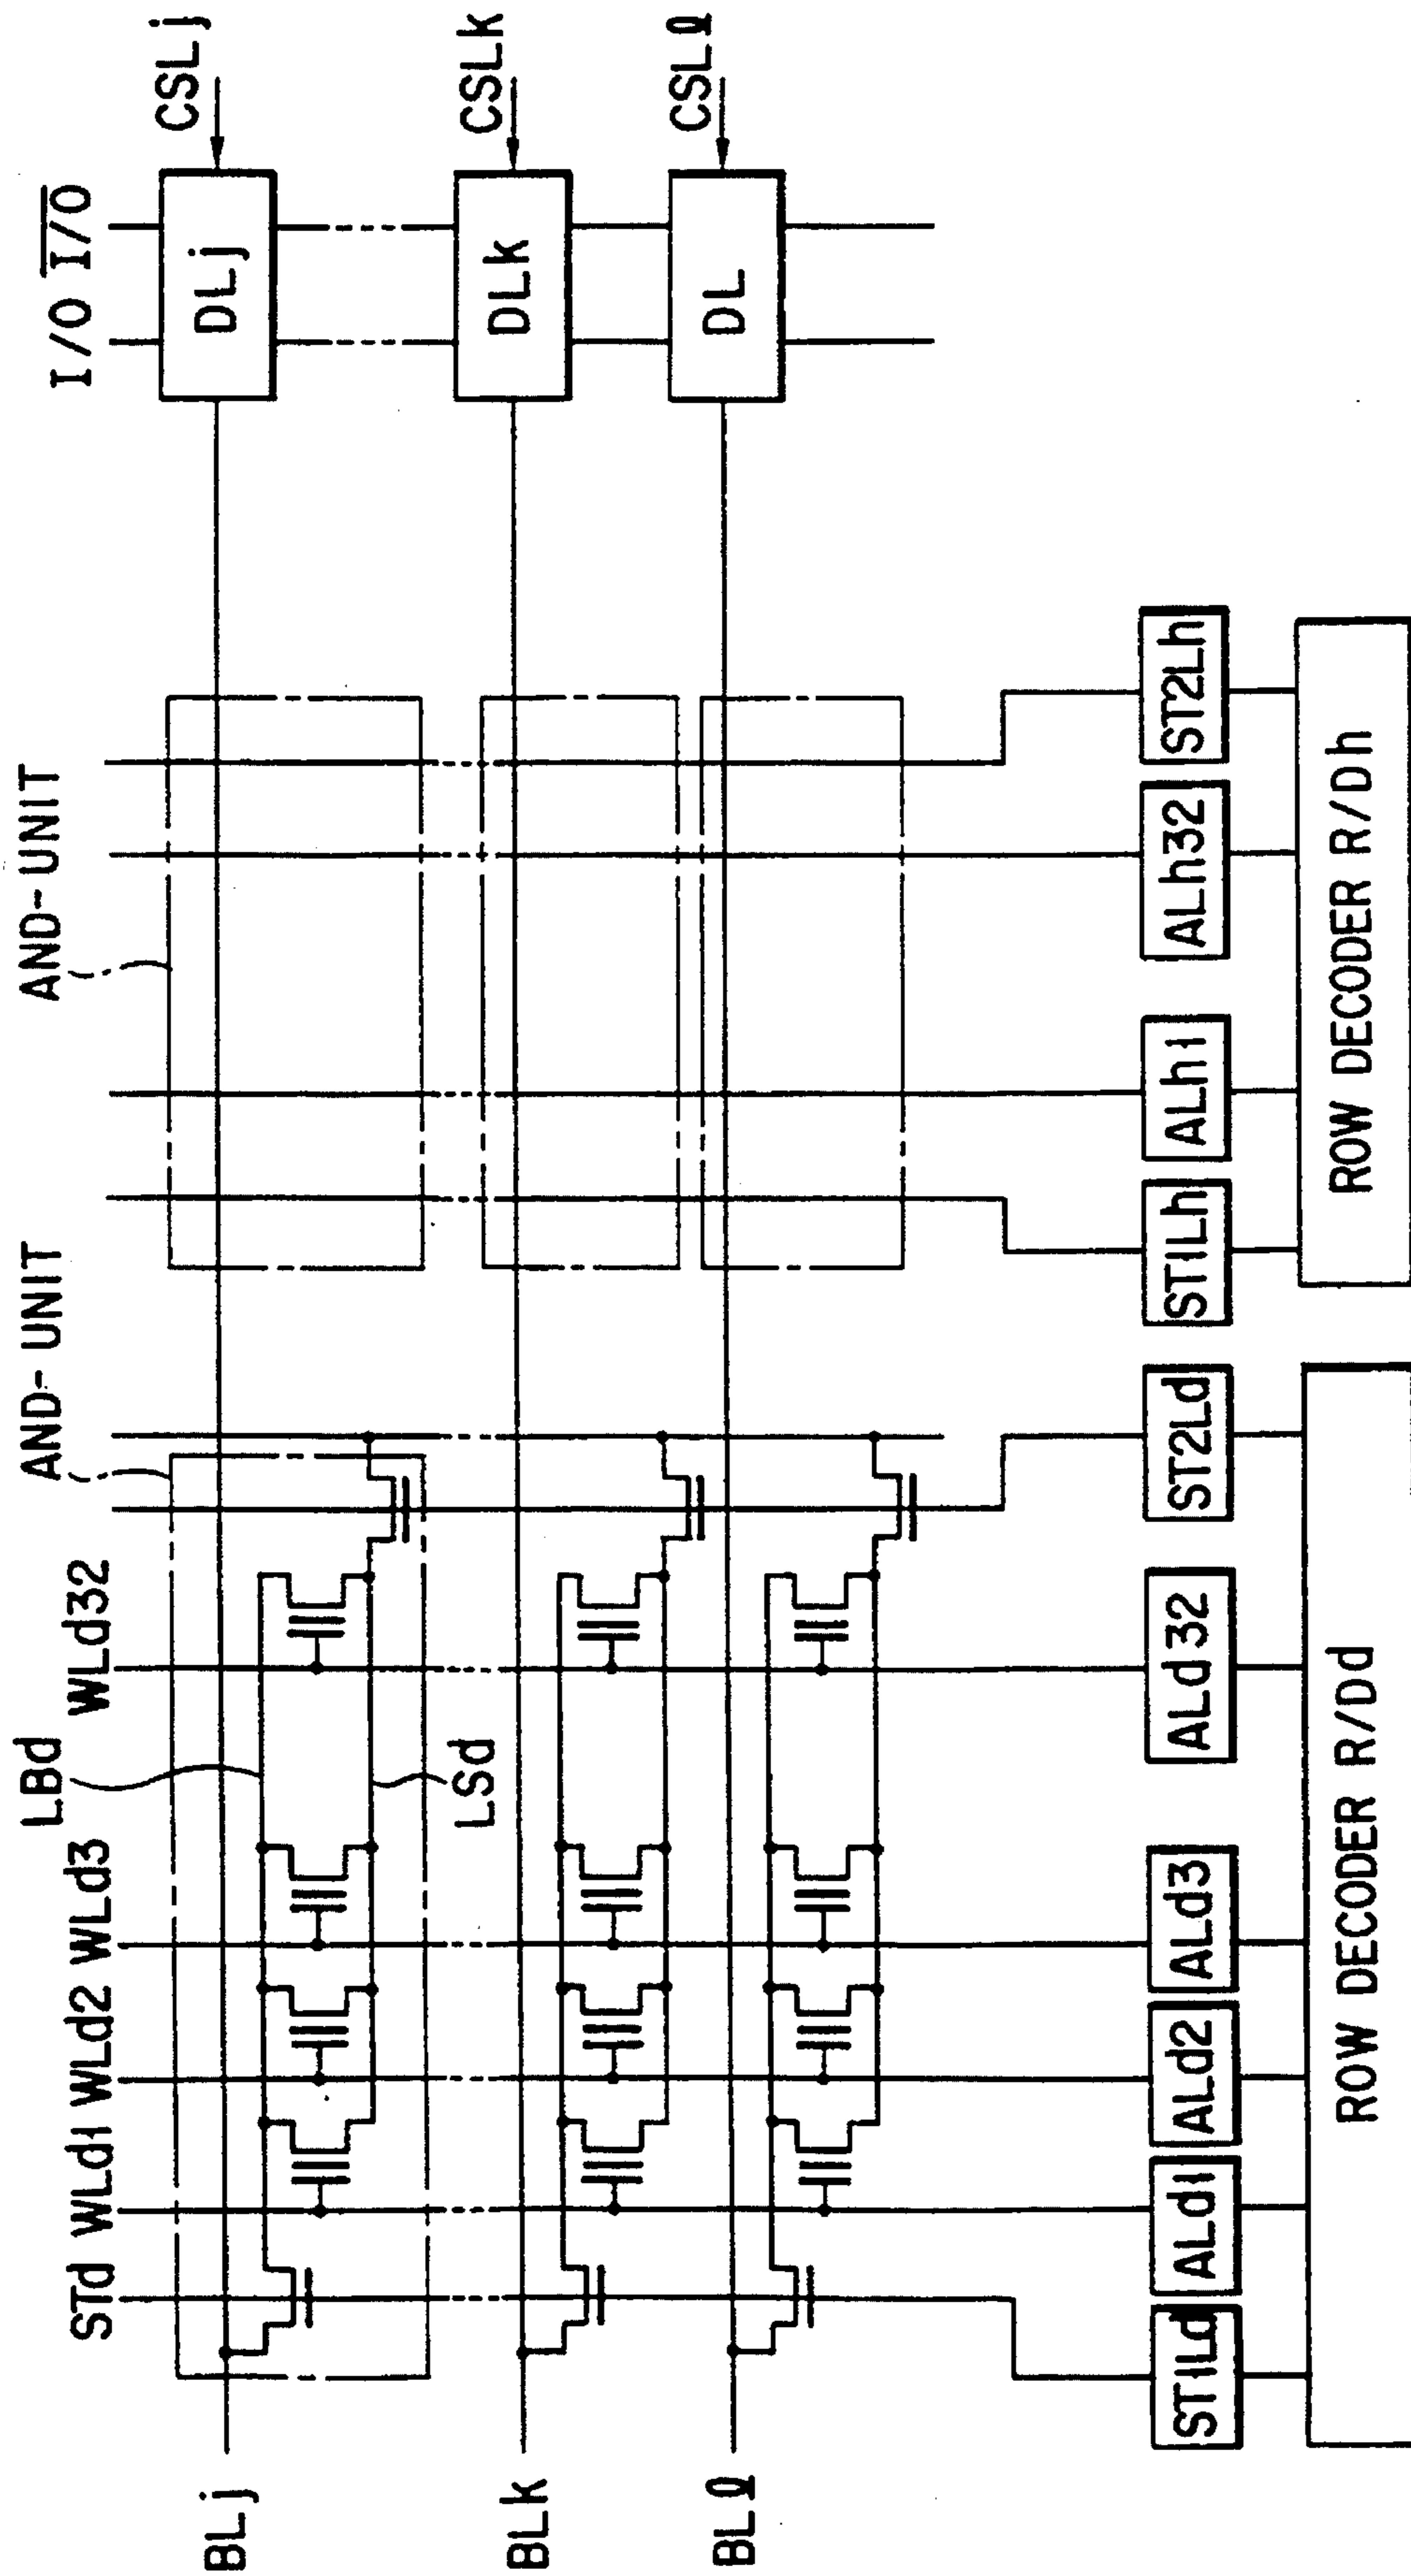 AND-UNIT AND-UNIT
I/O I/O
LBd
STd WLd1 WLd2 WLd3 WLd32
CSLj
BLj
DLj
LSd
CSLk
BLk
DLk
CSLℓ
BLℓ
DL
ST1Ld ALd1 ALd2 ALd3 ALd32 ST2Ld ST1Lh ALh1 ALh32 ST2Lh
ROW DECODER R/Dd ROW DECODER R/Dh